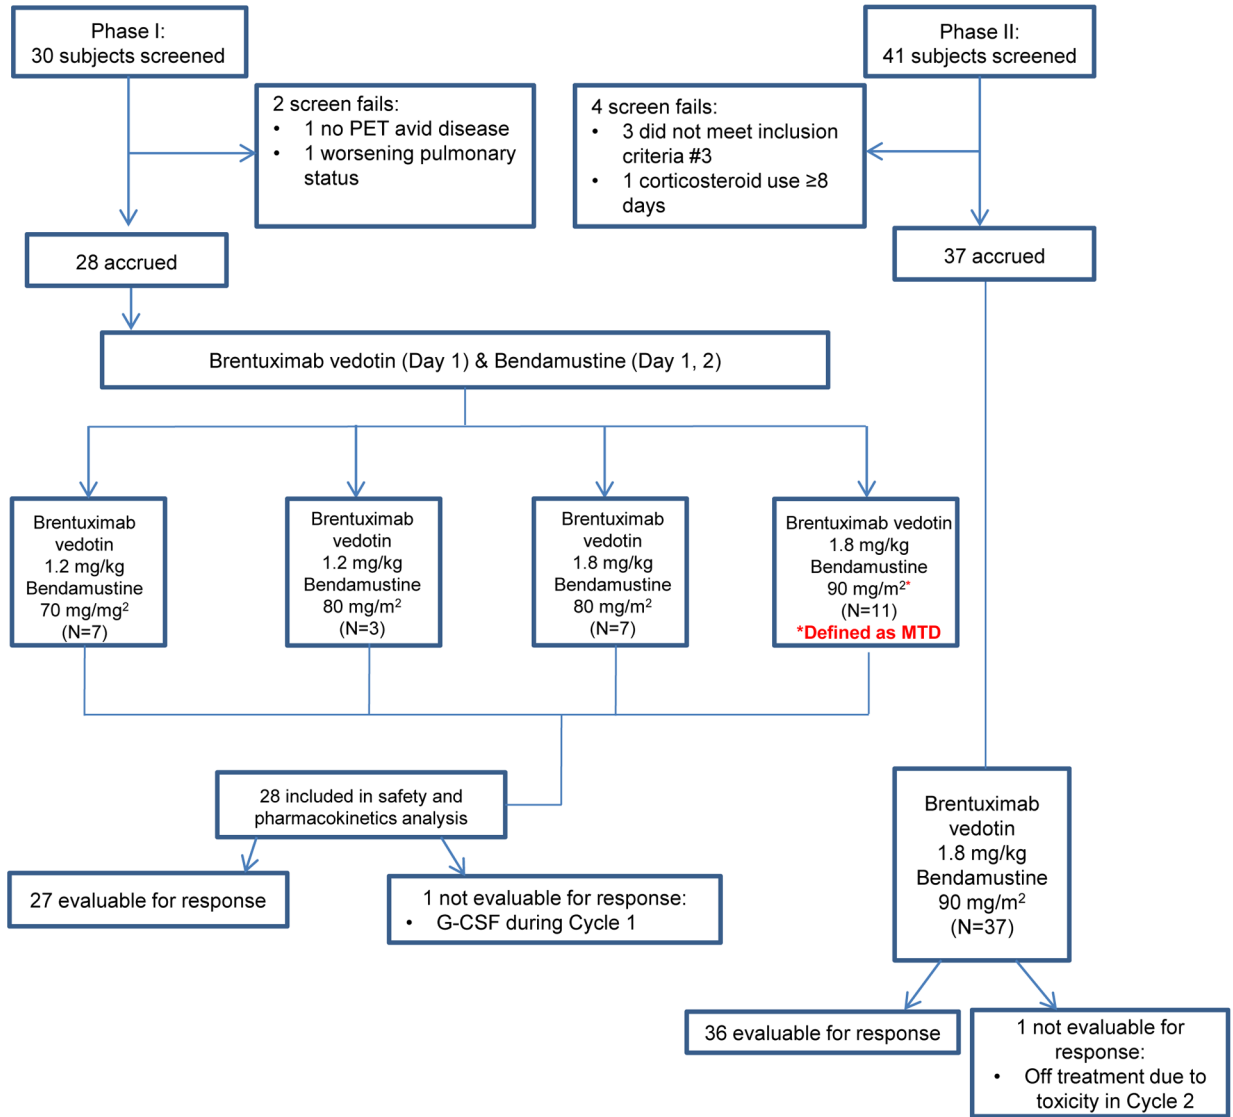 Phase I:
30 subjects screened
Phase II:
41 subjects screened
2 screen fails:
• 1 no PET avid disease
• 1 worsening pulmonary
status
4 screen fails:
• 3 did not meet inclusion
criteria #3
• 1 corticosteroid use ≥8
days
28 accrued
37 accrued
Brentuximab vedotin (Day 1) & Bendamustine (Day 1, 2)
Brentuximab
vedotin
1.2 mg/kg
Bendamustine
70 mg/mg²
(N=7)
Brentuximab
vedotin
1.2 mg/kg
Bendamustine
80 mg/m²
(N=3)
Brentuximab
vedotin
1.8 mg/kg
Bendamustine
80 mg/m²
(N=7)
Brentuximab vedotin
1.8 mg/kg
Bendamustine
90 mg/m²*
(N=11)
*Defined as MTD
28 included in safety and
pharmacokinetics analysis
27 evaluable for response
1 not evaluable for response:
• G-CSF during Cycle 1
Brentuximab
vedotin
1.8 mg/kg
Bendamustine
90 mg/m²
(N=37)
36 evaluable for response
1 not evaluable for
response:
• Off treatment due to
toxicity in Cycle 2